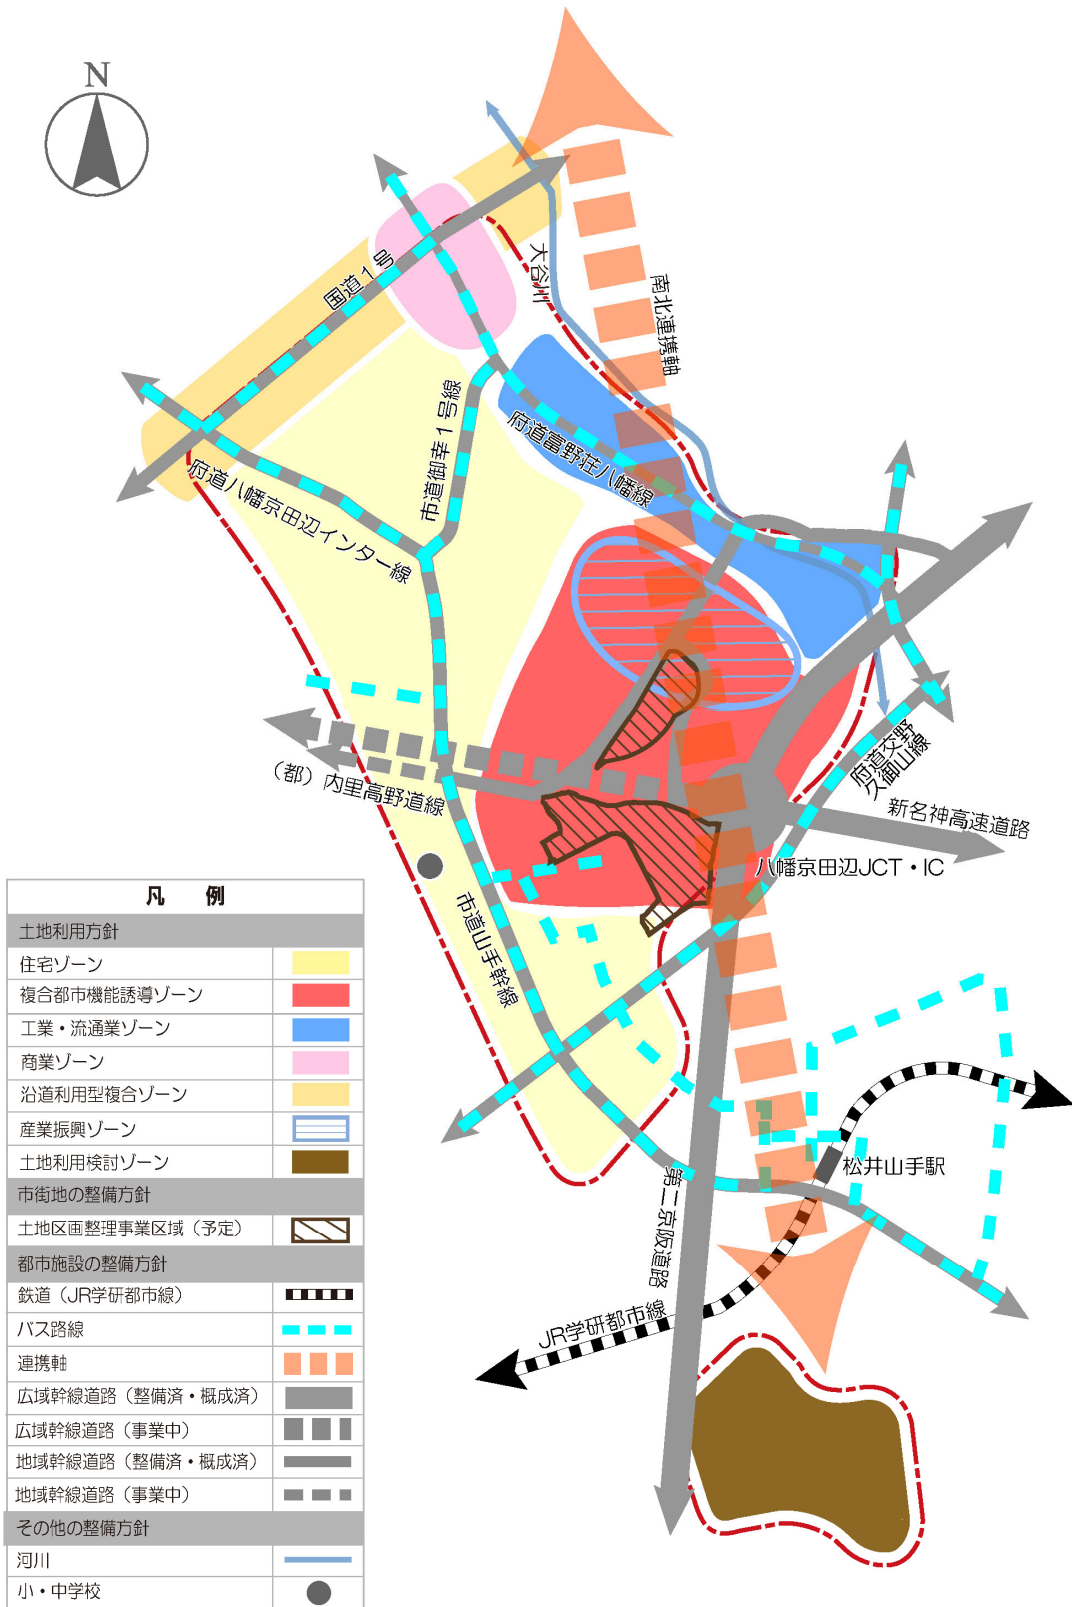 N
国道1号
大谷川
南北連携軸
市道御幸1号線
府道富野荘八幡線
府道八幡京田辺インター線
(都)内里高野道線
府道交野
久御山線
新名神高速道路
八幡京田辺JCT・IC
市道山手幹線
松井山手駅
第二京阪道路
JR学研都市線
凡 例
土地利用方針
住宅ゾーン
複合都市機能誘導ゾーン
工業・流通業ゾーン
商業ゾーン
沿道利用型複合ゾーン
産業振興ゾーン
土地利用検討ゾーン
市街地の整備方針
土地区画整理事業区域(予定)
都市施設の整備方針
鉄道(JR学研都市線)
バス路線
連携軸
広域幹線道路(整備済・概成済)
広域幹線道路(事業中)
地域幹線道路(整備済・概成済)
地域幹線道路(事業中)
その他の整備方針
河川
小・中学校